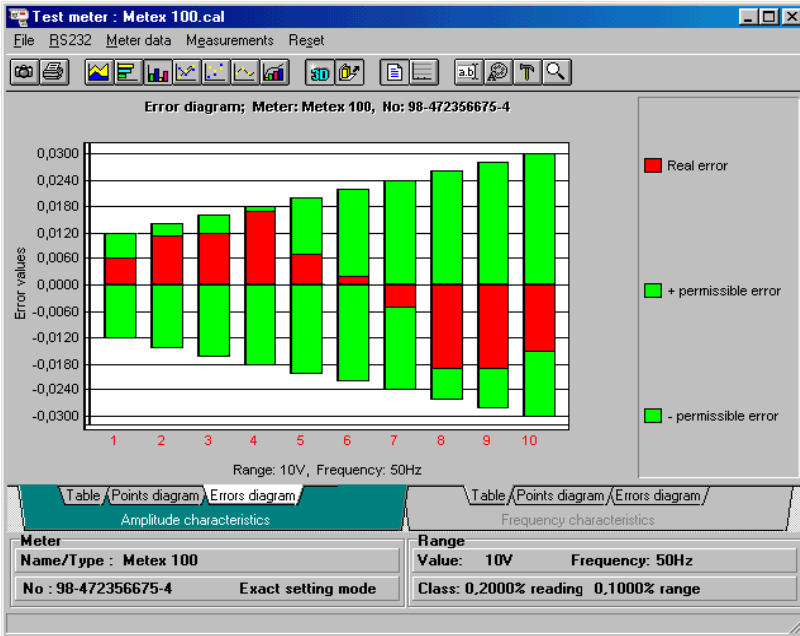 Test meter : Metex 100.cal
File RS232 Meter data Measurements Reset
3D a.b
Error diagram; Meter: Metex 100, No: 98-472356675-4
0,0300
0,0240
0,0180
0,0120
0,0060
0,0000
-0,0060
-0,0120
-0,0180
-0,0240
-0,0300
Error values
1 2 3 4 5 6 7 8 9 10
Range: 10V, Frequency: 50Hz
Real error
+ permissible error
- permissible error
Table Points diagram Errors diagram
Amplitude characteristics
Table Points diagram Errors diagram
Frequency characteristics
Meter
Name/Type : Metex 100
No : 98-472356675-4 Exact setting mode
Range
Value: 10V Frequency: 50Hz
Class: 0,2000% reading 0,1000% range